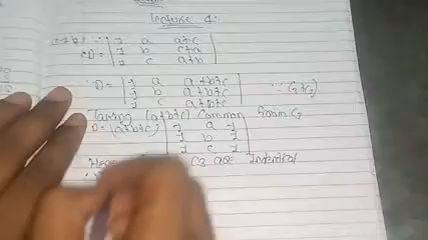 Lecture 4:
1 a a+c
1 b c+a
1 c a+b
D = 1 a a+b+c
1 b a+b+c
1 c a+b+c
Taking (a+b+c) Common from C3
D = (a+b+c) 1 a 1
1 b 1
1 c 1
C3 are Indentical